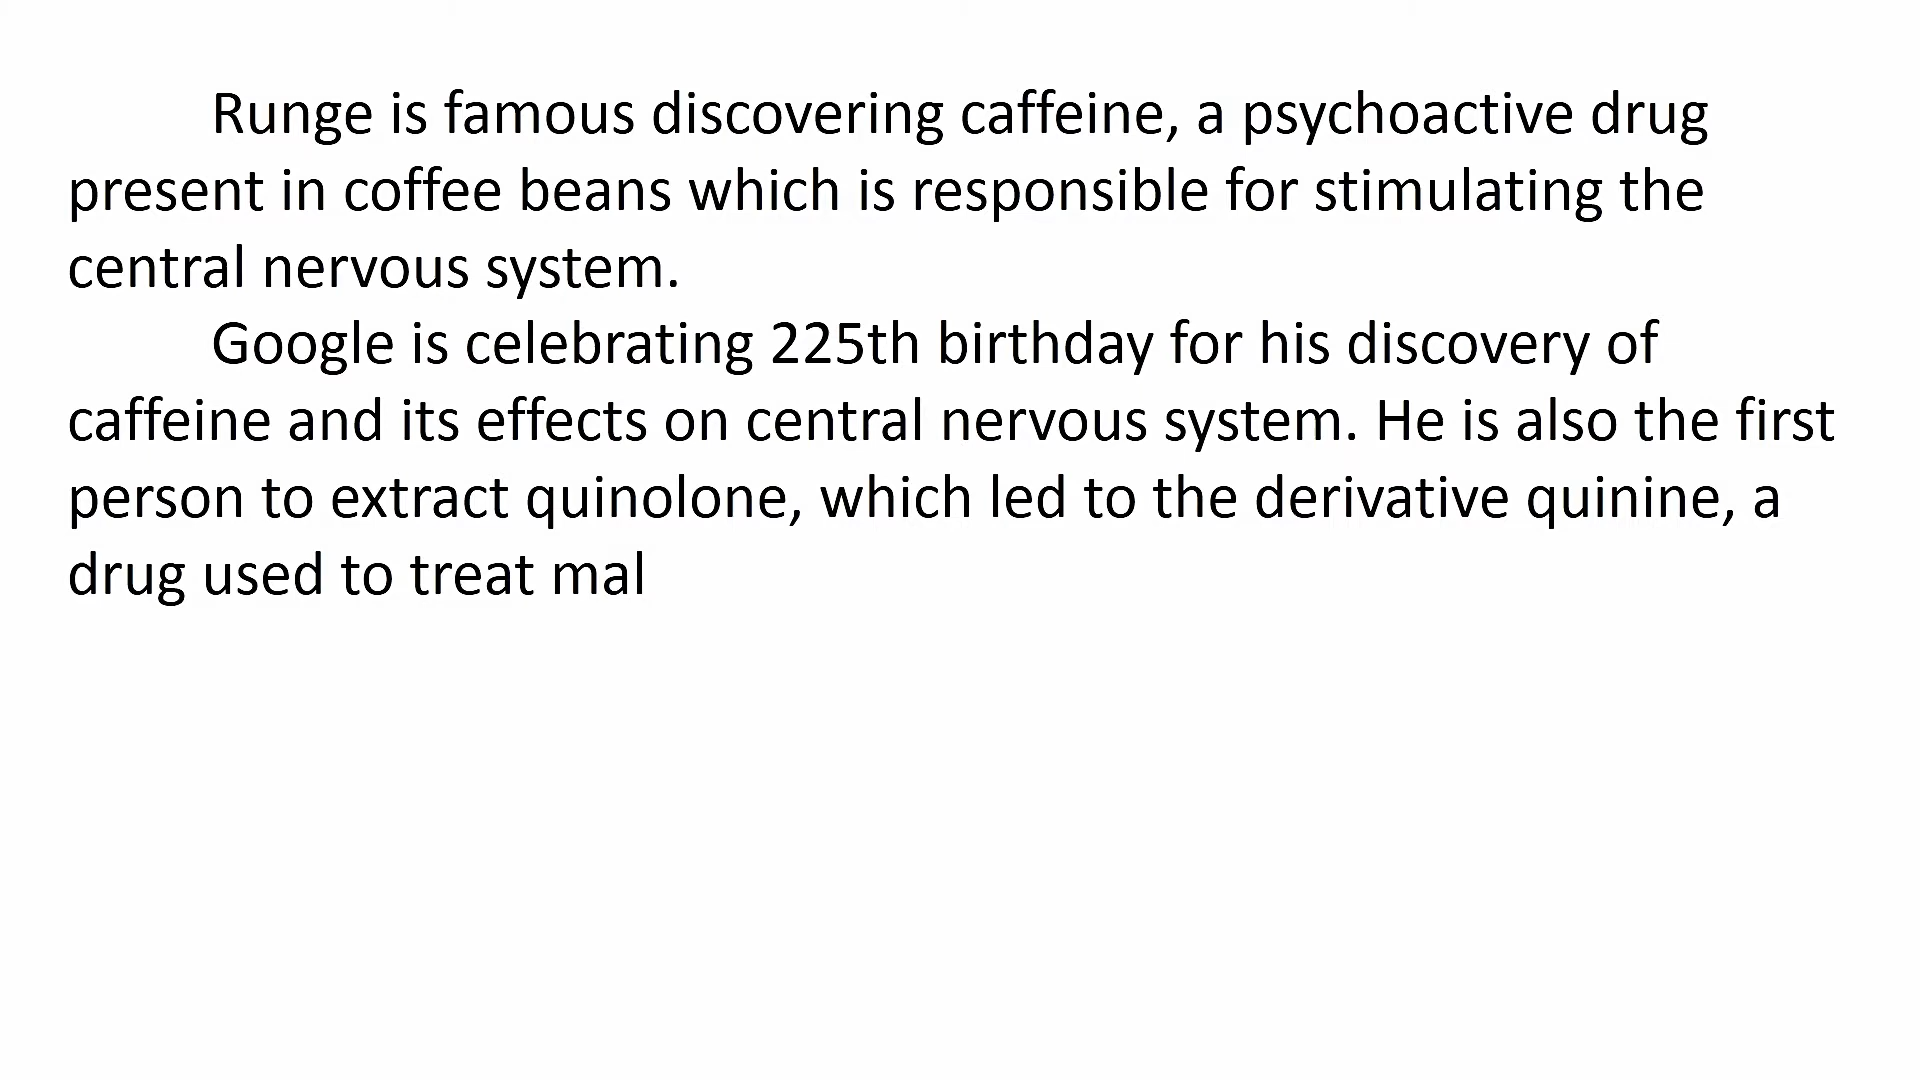 Runge is famous discovering caffeine, a psychoactive drug
present in coffee beans which is responsible for stimulating the
central nervous system.
Google is celebrating 225th birthday for his discovery of
caffeine and its effects on central nervous system. He is also the first
person to extract quinolone, which led to the derivative quinine, a
drug used to treat mal